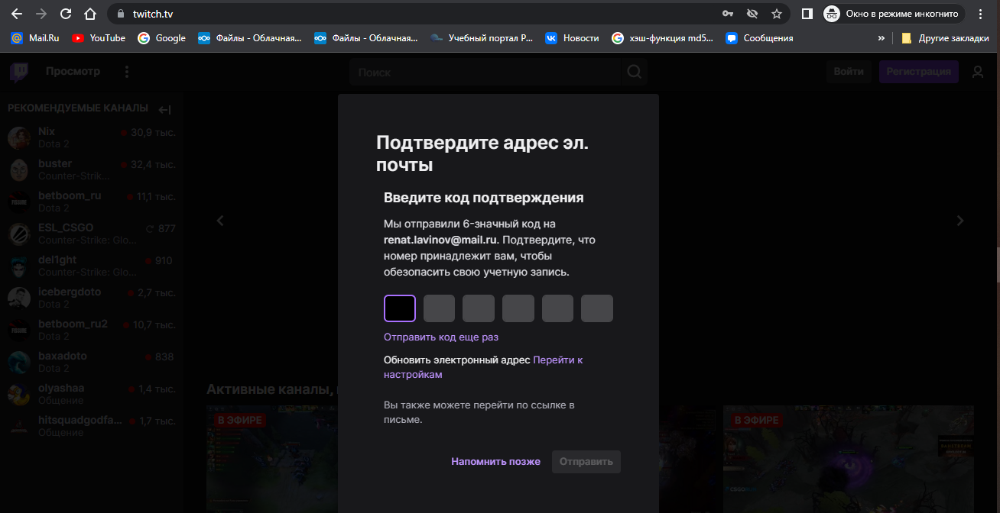 twitch.tv
Окно в режиме инкогнито
Mail.Ru
YouTube
Google
Файлы - Облачная...
Файлы - Облачная...
Учебный портал Р...
Новости
хэш-функция md5...
Сообщения
»
Другие закладки
Просмотр
Поиск
Войти
Регистрация
РЕКОМЕНДУЕМЫЕ КАНАЛЫ
Nix
30,9 тыс.
Dota 2
buster
32,4 тыс.
Counter-Strik...
betboom_ru
11,1 тыс.
Dota 2
ESL_CSGO
877
Counter-Strike: Glo...
del1ght
910
Counter-Strike: Glo...
icebergdoto
2,7 тыс.
Dota 2
betboom_ru2
10,7 тыс.
Dota 2
baxadoto
838
Dota 2
olyashaa
1,4 тыс.
Общение
hitsquadgodfa...
1,7 тыс.
Общение
Подтвердите адрес эл.
почты
Введите код подтверждения
Мы отправили 6-значный код на
renat.lavinov@mail.ru. Подтвердите, что
номер принадлежит вам, чтобы
обезопасить свою учетную запись.
Отправить код еще раз
Обновить электронный адрес Перейти к
настройкам
Вы также можете перейти по ссылке в
письме.
Напомнить позже
Отправить
Активные каналы,
В ЭФИРЕ
В ЭФИРЕ